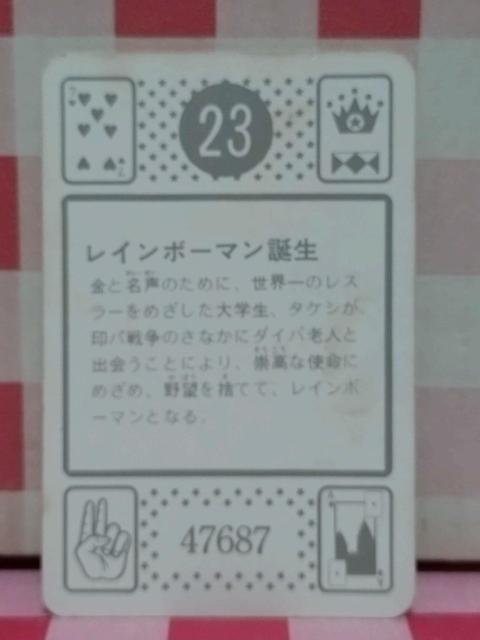 7
23
レインボーマン誕生
金と名声のために、世界一のレス
ラーをめざした大学生、タケシが
印パ戦争のさなかにダイバ老人と
出会うことにより、崇高な使命に
めざめ、野望を捨てて、レインボ
ーマンとなる.
7
47687